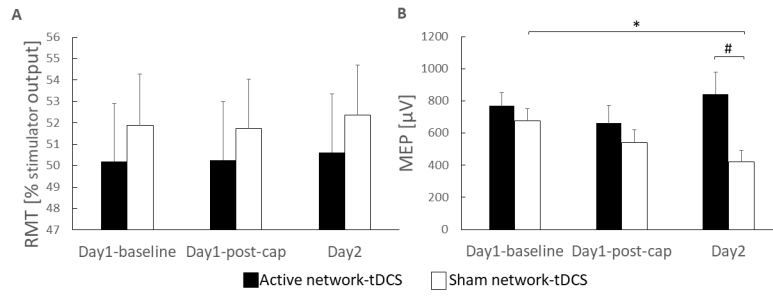 A
RMT [% stimulator output]
56
55
54
53
52
51
50
49
48
47
Day1-baseline Day1-post-cap Day2
B
MEP [µV]
1200
1000
800
600
400
200
0
*
#
Day1-baseline Day1-post-cap Day2
Active network-tDCS Sham network-tDCS